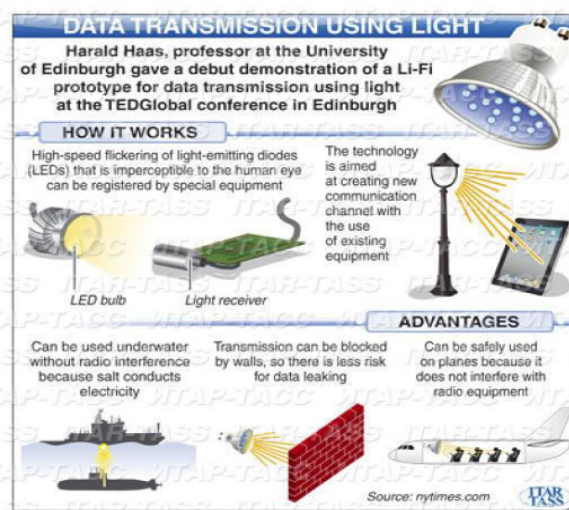 DATA TRANSMISSION USING LIGHT
Harald Haas, professor at the University
of Edinburgh gave a debut demonstration of a Li-Fi
prototype for data transmission using light
at the TEDGlobal conference in Edinburgh
HOW IT WORKS
High-speed flickering of light-emitting diodes
(LEDs) that is imperceptible to the human eye
can be registered by special equipment
LED bulb
Light receiver
The technology
is aimed
at creating new
communication
channel with
the use
of existing
equipment
ADVANTAGES
Can be used underwater
without radio interference
because salt conducts
electricity
Transmission can be blocked
by walls, so there is less risk
for data leaking
Can be safely used
on planes because it
does not interfere with
radio equipment
Source: nytimes.com
ITAR
TASS
ИТАР-ТАСС
ITAR-TASS